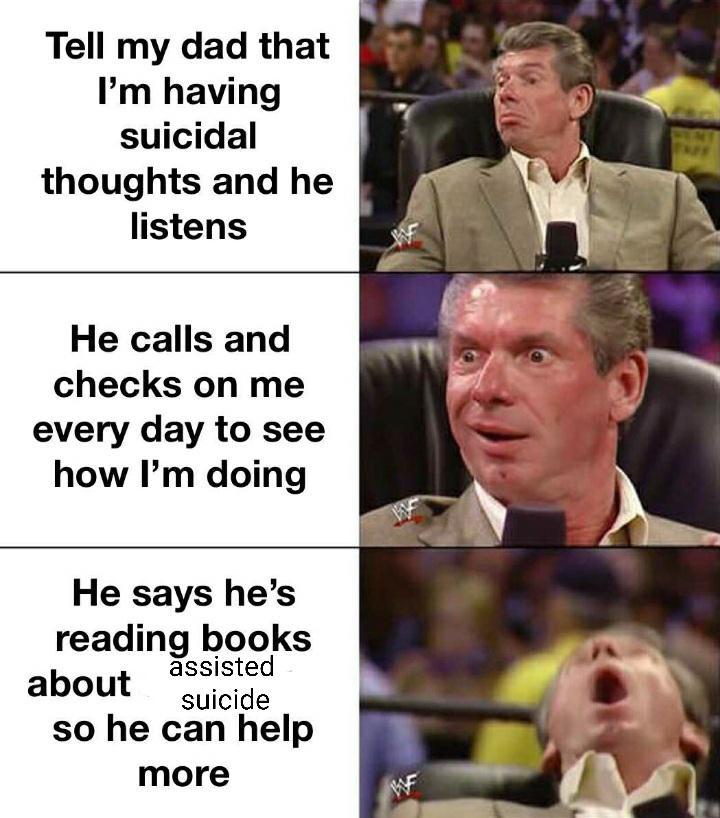 Tell my dad that
I'm having
suicidal
thoughts and he
listens
He calls and
checks on me
every day to see
how I'm doing
He says he's
reading books
about assisted
suicide
so he can help
more